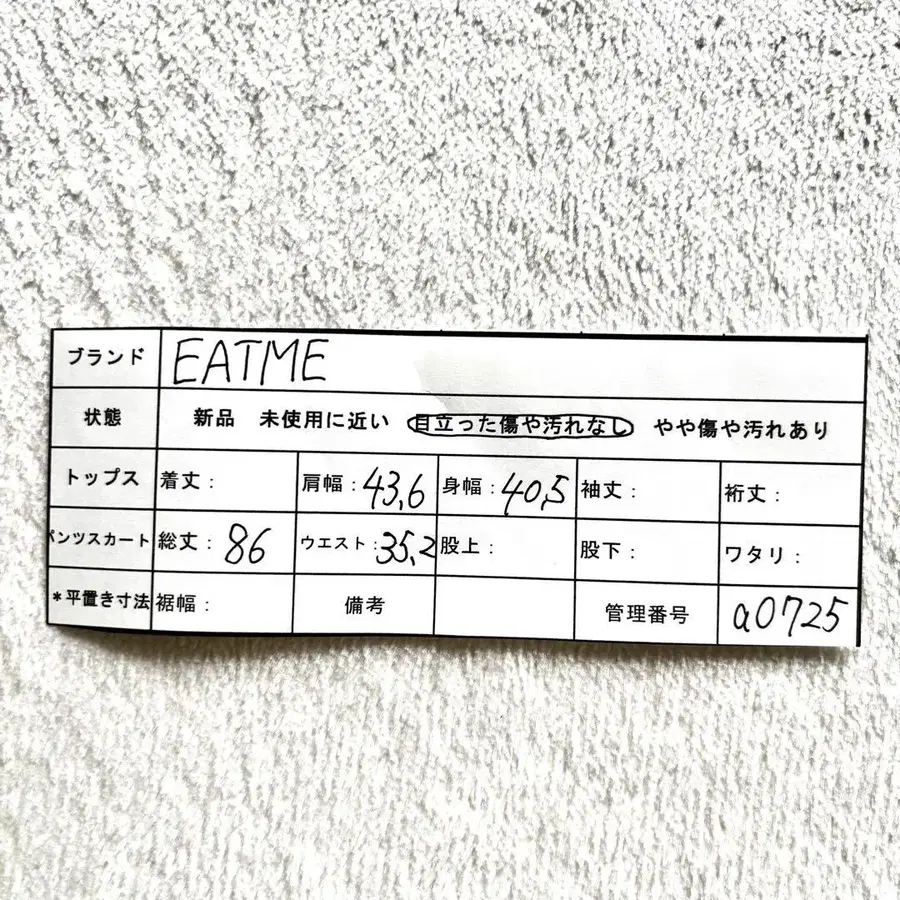 ブランド EATME
状態 新品 未使用に近い 目立った傷や汚れなし やや傷や汚れあり
トップス 着丈: 肩幅:43,6 身幅:40,5 袖丈: 裄丈:
パンツスカート 総丈:86 ウエスト:35,2 股上: 股下: ワタリ:
*平置き寸法 裾幅: 備考 管理番号 a0725